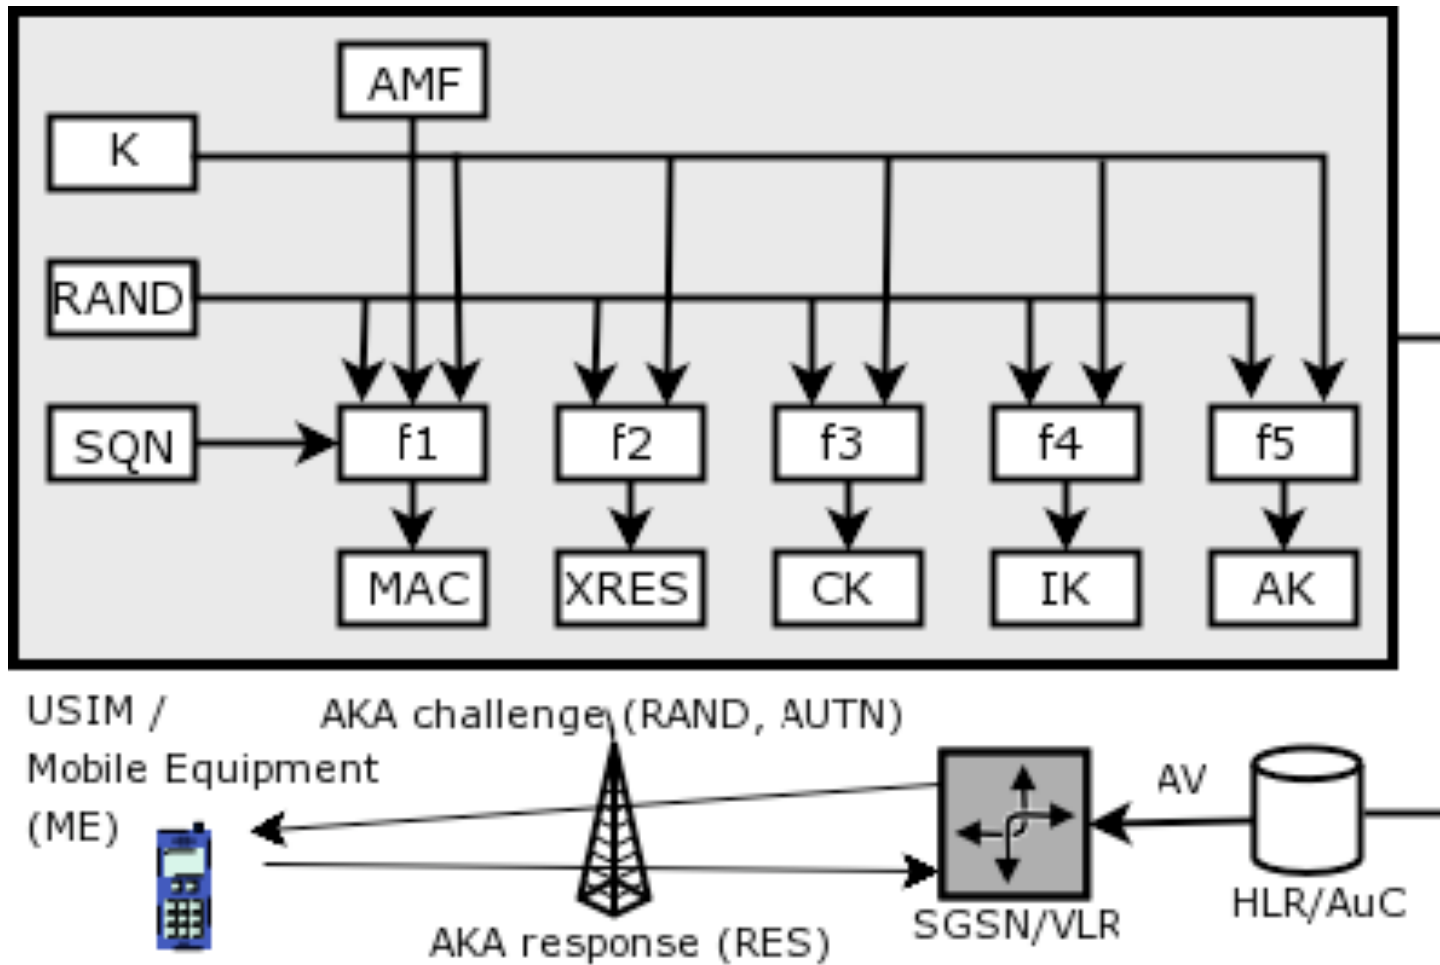 AMF
K
RAND
SQN
f1
f2
f3
f4
f5
MAC
XRES
CK
IK
AK
USIM /
Mobile Equipment
(ME)
AKA challenge (RAND, AUTN)
AV
AKA response (RES)
SGSN/VLR
HLR/AuC